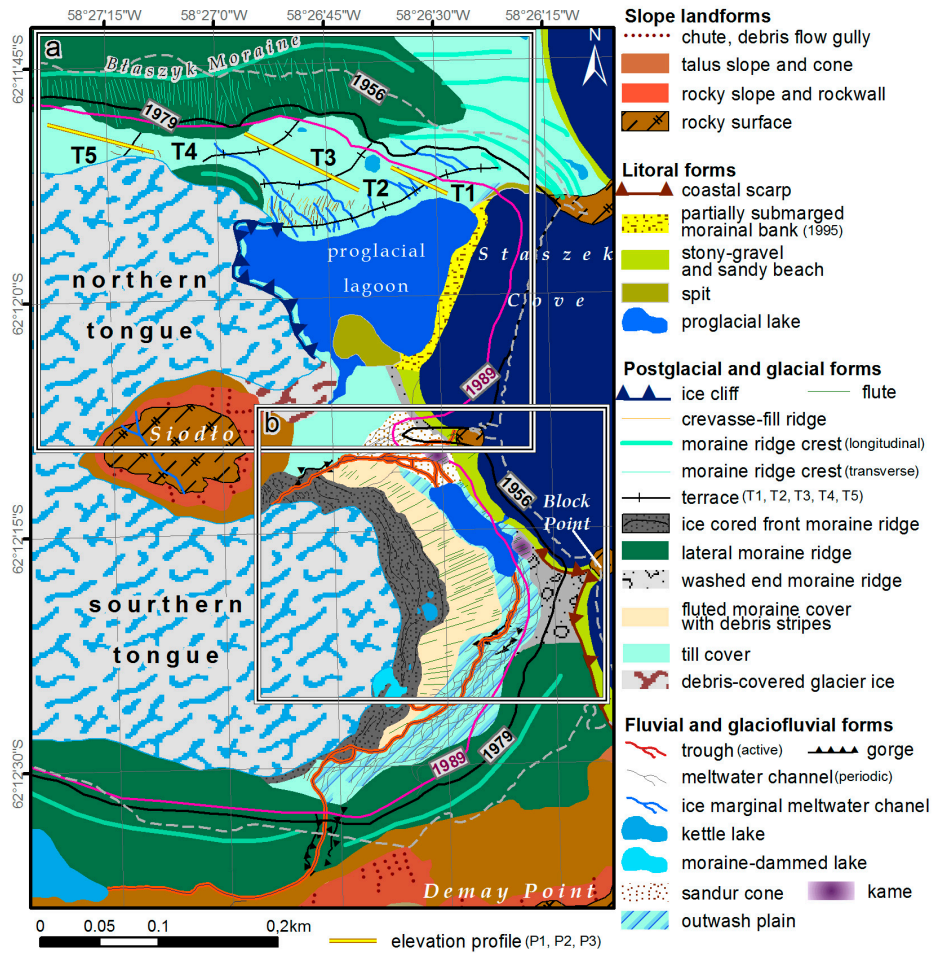 58°27'15"W
58°27'0"W
58°26'45"W
58°26'30"W
58°26'15"W
62°11'45"S
62°12'0"S
62°12'15"S
62°12'30"S
a
N
Błaszyk Moraine
1956
1979
T5
T4
T3
T2
T1
proglacial
lagoon
Staszek
Cove
northern
tongue
1989
b
Siodło
1956
Block
Point
sourthern
tongue
1989
1979
Demay Point
0
0.05
0.1
0,2km
elevation profile (P1, P2, P3)
Slope landforms
chute, debris flow gully
talus slope and cone
rocky slope and rockwall
rocky surface
Litoral forms
coastal scarp
partially submarged
morainal bank (1995)
stony-gravel
and sandy beach
spit
proglacial lake
Postglacial and glacial forms
ice cliff
flute
crevasse-fill ridge
moraine ridge crest (longitudinal)
moraine ridge crest (transverse)
terrace (T1, T2, T3, T4, T5)
ice cored front moraine ridge
lateral moraine ridge
washed end moraine ridge
fluted moraine cover
with debris stripes
till cover
debris-covered glacier ice
Fluvial and glaciofluvial forms
trough (active)
gorge
meltwater channel (periodic)
ice marginal meltwater chanel
kettle lake
moraine-dammed lake
sandur cone
kame
outwash plain